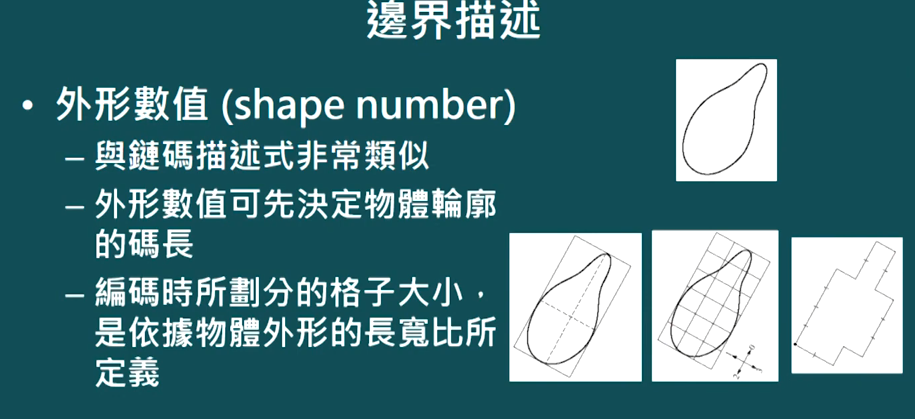 邊界描述
• 外形數值 (shape number)
– 與鏈碼描述式非常類似
– 外形數值可先決定物體輪廓
的碼長
– 編碼時所劃分的格子大小，
是依據物體外形的長寬比所
定義